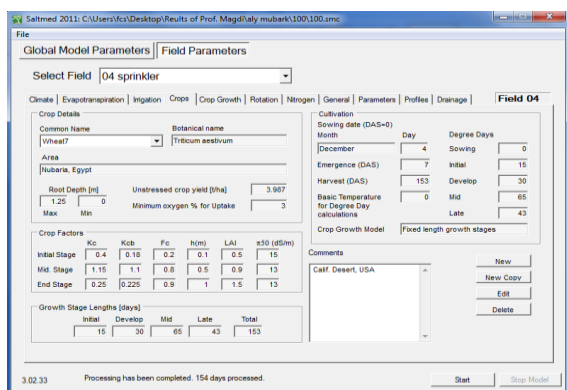 Saltmed 2011: C:\Users\fcs\Desktop\Reults of Prof. Magdi\aly mubark\100\100.smc
File
Global Model Parameters Field Parameters
Select Field 04 sprinkler
Climate Evapotranspiration Irrigation Crops Crop Growth Rotation Nitrogen General Parameters Profiles Drainage Field 04
Crop Details
Common Name Botanical name
Wheat7 Triticum aestivum
Area
Nubaria, Egypt
Root Depth [m] Unstressed crop yield [t/ha] 3.987
1.25 0
Max Min Minimum oxygen % for Uptake 3
Crop Factors
Kc Kcb Fc h(m) LAI π50 (dS/m)
Initial Stage 0.4 0.18 0.2 0.1 0.5 15
Mid. Stage 1.15 1.1 0.8 0.5 0.9 13
End Stage 0.25 0.225 0.9 1 1.5 13
Growth Stage Lengths [days]
Initial Develop Mid Late Total
15 30 65 43 153
Cultivation
Sowing date (DAS=0)
Month Day Degree Days
December 4 Sowing 0
Emergence (DAS) 7 Initial 15
Harvest (DAS) 153 Develop 30
Basic Temperature 0 Mid 65
for Degree Day
calculations Late 43
Crop Growth Model Fixed length growth stages
Comments
Calif. Desert, USA
New
New Copy
Edit
Delete
3.02.33 Processing has been completed. 154 days processed. Start Stop Model